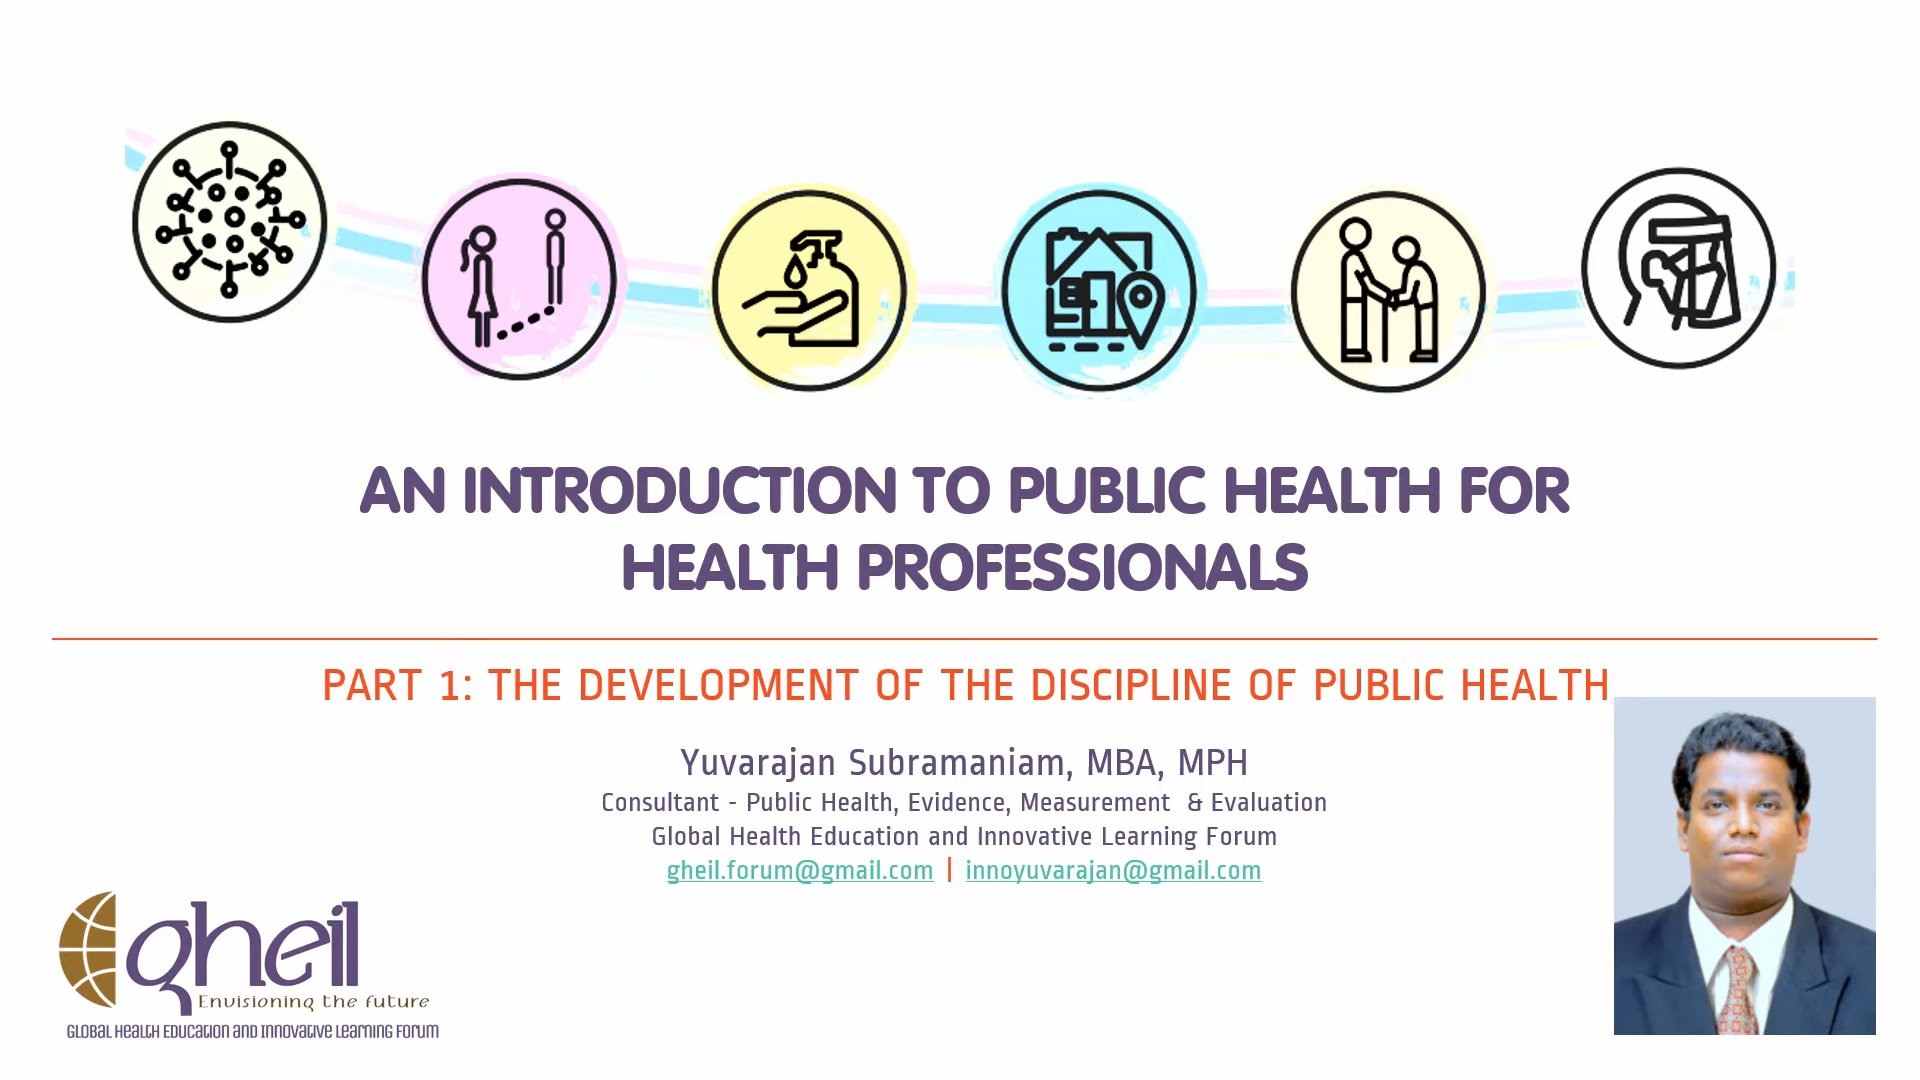 AN INTRODUCTION TO PUBLIC HEALTH FOR
HEALTH PROFESSIONALS
PART 1: THE DEVELOPMENT OF THE DISCIPLINE OF PUBLIC HEALTH
Yuvarajan Subramaniam, MBA, MPH
Consultant - Public Health, Evidence, Measurement & Evaluation
Global Health Education and Innovative Learning Forum
gheil.forum@gmail.com | innoyuvarajan@gmail.com
gheil
Envisioning the future
GLOBAL HEALTH EDUCATION AND INNOVATIVE LEARNING FORUM